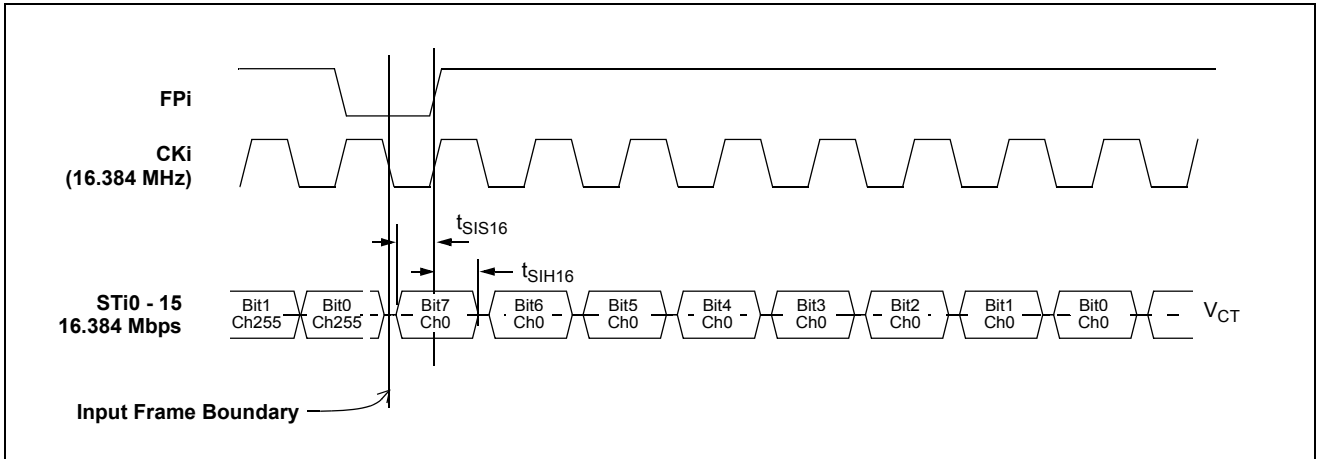 FPi
CKi
(16.384 MHz)
tSIS16
tSIH16
STi0 - 15
16.384 Mbps
Bit1 Bit0 Bit7 Bit6 Bit5 Bit4 Bit3 Bit2 Bit1 Bit0
Ch255 Ch255 Ch0 Ch0 Ch0 Ch0 Ch0 Ch0 Ch0 Ch0
VCT
Input Frame Boundary